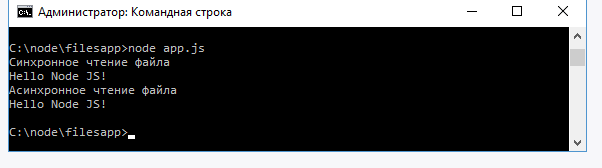 Администратор: Командная строка
C:\node\filesapp>node app.js
Синхронное чтение файла
Hello Node JS!
Асинхронное чтение файла
Hello Node JS!
C:\node\filesapp>